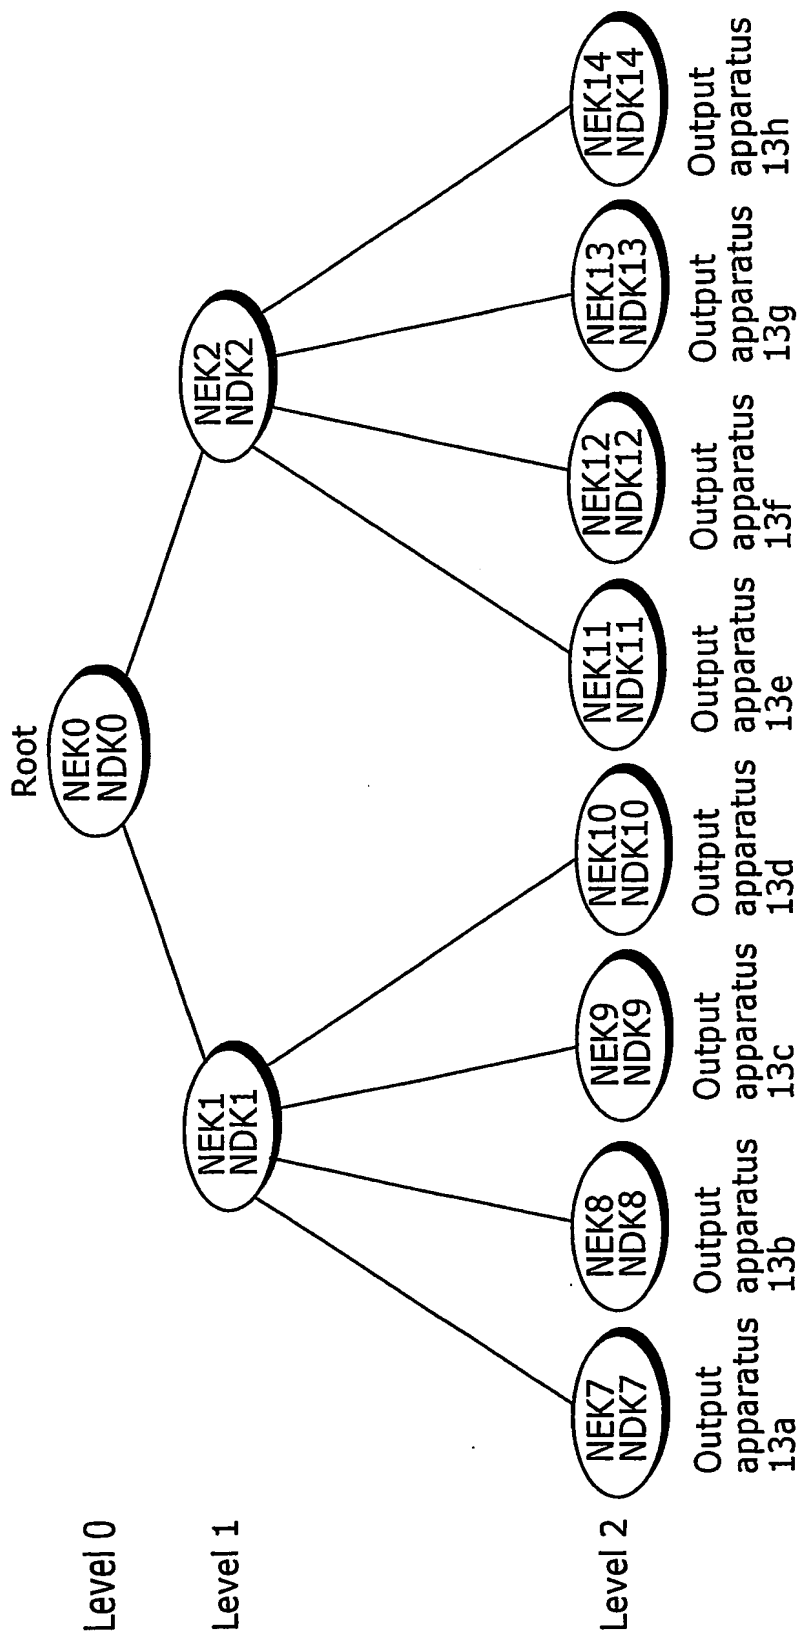 Root
Level 0
NEK0
NDK0
Level 1
NEK1
NDK1
NEK2
NDK2
Level 2
NEK7
NDK7
NEK8
NDK8
NEK9
NDK9
NEK10
NDK10
NEK11
NDK11
NEK12
NDK12
NEK13
NDK13
NEK14
NDK14
Output
apparatus
13a
Output
apparatus
13b
Output
apparatus
13c
Output
apparatus
13d
Output
apparatus
13e
Output
apparatus
13f
Output
apparatus
13g
Output
apparatus
13h